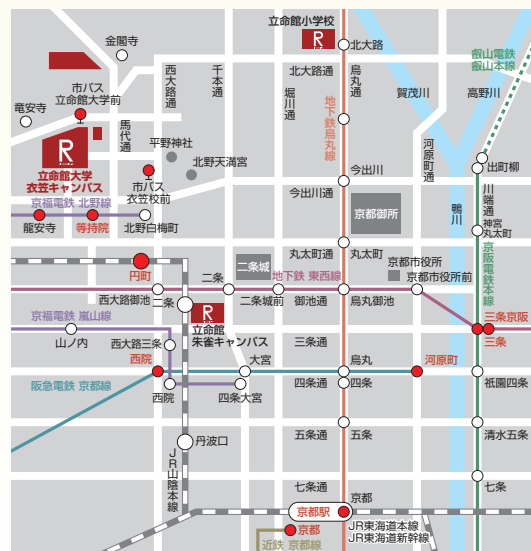 立命館小学校
R
金閣寺
北大路
西大路通
千本通
北大路通
堀川通
烏丸通
叡山電鉄
叡山本線
賀茂川
高野川
市バス
立命館大学前
竜安寺
馬代通
平野神社
北野天満宮
地下鉄烏丸線
R
立命館大学
衣笠キャンパス
市バス
衣笠校前
今出川
今出川通
河原町通
出町柳
川端通
鴨川
京都御所
神宮
丸太町
京福電鉄 北野線
龍安寺
等持院
北野白梅町
丸太町通
丸太町
京阪電鉄本線
円町
二条城
京都市役所
二条
地下鉄 東西線
京都市役所前
西大路御池
二条
二条城前
御池通
烏丸御池
R
立命館
朱雀キャンパス
京福電鉄 嵐山線
山ノ内
西大路三条
三条通
三条京阪
三条
西院
大宮
烏丸
河原町
阪急電鉄 京都線
西院
四条大宮
四条通
四条
祇園四条
丹波口
五条通
五条
清水五条
JR山陰本線
七条通
七条
京都
京都駅
京都
近鉄 京都線
JR東海道本線
JR東海道新幹線